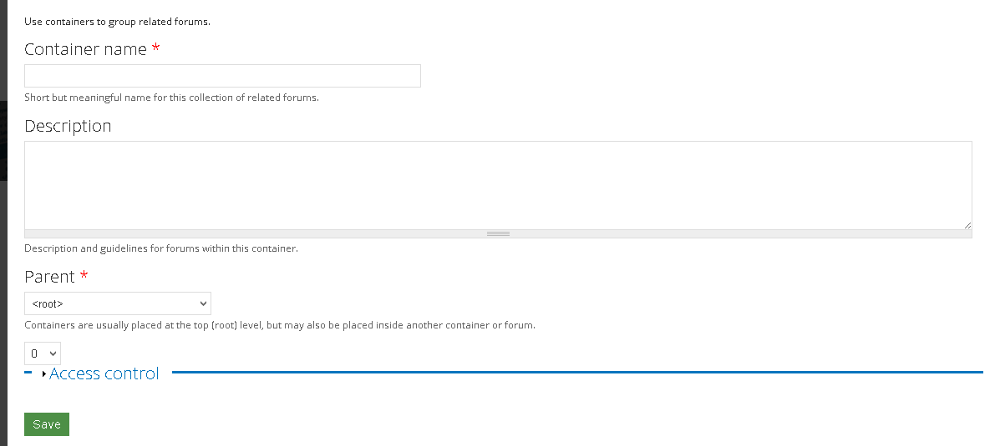 Use containers to group related forums.
Container name *
Short but meaningful name for this collection of related forums.
Description
Description and guidelines for forums within this container.
Parent *
<root>
Containers are usually placed at the top (root) level, but may also be placed inside another container or forum.
0
Access control
Save